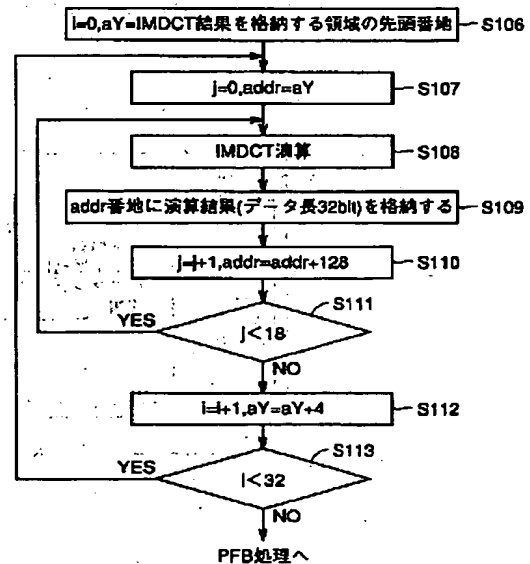 i=0,aY=IMDCT結果を格納する領域の先頭番地 S106
j=0,addr=aY S107
IMDCT演算 S108
addr番地に演算結果(データ長32bit)を格納する S109
j=j+1,addr=addr+128 S110
S111
YES
j<18
NO
i=i+1,aY=aY+4 S112
S113
YES
i<32
NO
PFB処理へ